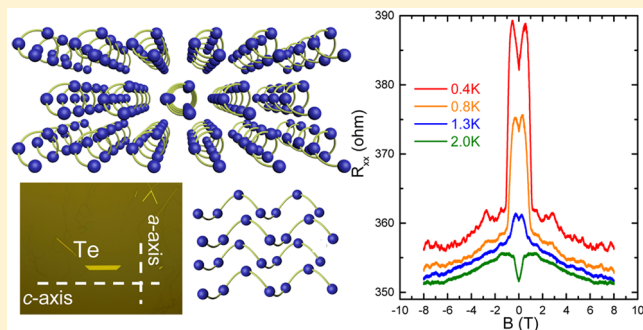 Te
a-axis
c-axis
R_xx (ohm)
390
380
370
360
350
0.4K
0.8K
1.3K
2.0K
-10 -8 -6 -4 -2 0 2 4 6 8 10
B (T)